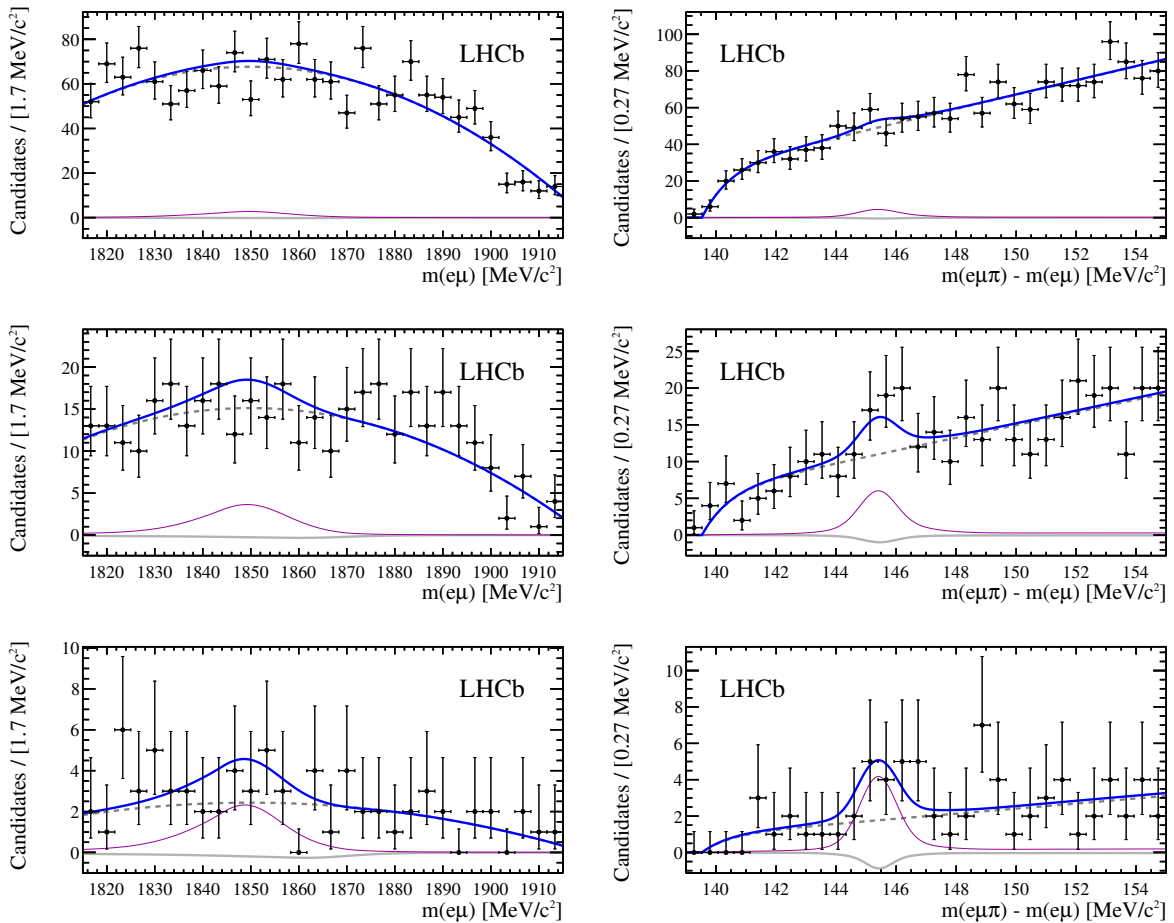 Candidates / [1.7 MeV/c²]
80
60
40
20
0
LHCb
1820 1830 1840 1850 1860 1870 1880 1890 1900 1910
m(eμ) [MeV/c²]
Candidates / [0.27 MeV/c²]
100
80
60
40
20
0
LHCb
140 142 144 146 148 150 152 154
m(eμπ) - m(eμ) [MeV/c²]
Candidates / [1.7 MeV/c²]
20
15
10
5
0
LHCb
1820 1830 1840 1850 1860 1870 1880 1890 1900 1910
m(eμ) [MeV/c²]
Candidates / [0.27 MeV/c²]
25
20
15
10
5
0
LHCb
140 142 144 146 148 150 152 154
m(eμπ) - m(eμ) [MeV/c²]
Candidates / [1.7 MeV/c²]
10
8
6
4
2
0
LHCb
1820 1830 1840 1850 1860 1870 1880 1890 1900 1910
m(eμ) [MeV/c²]
Candidates / [0.27 MeV/c²]
10
8
6
4
2
0
LHCb
140 142 144 146 148 150 152 154
m(eμπ) - m(eμ) [MeV/c²]